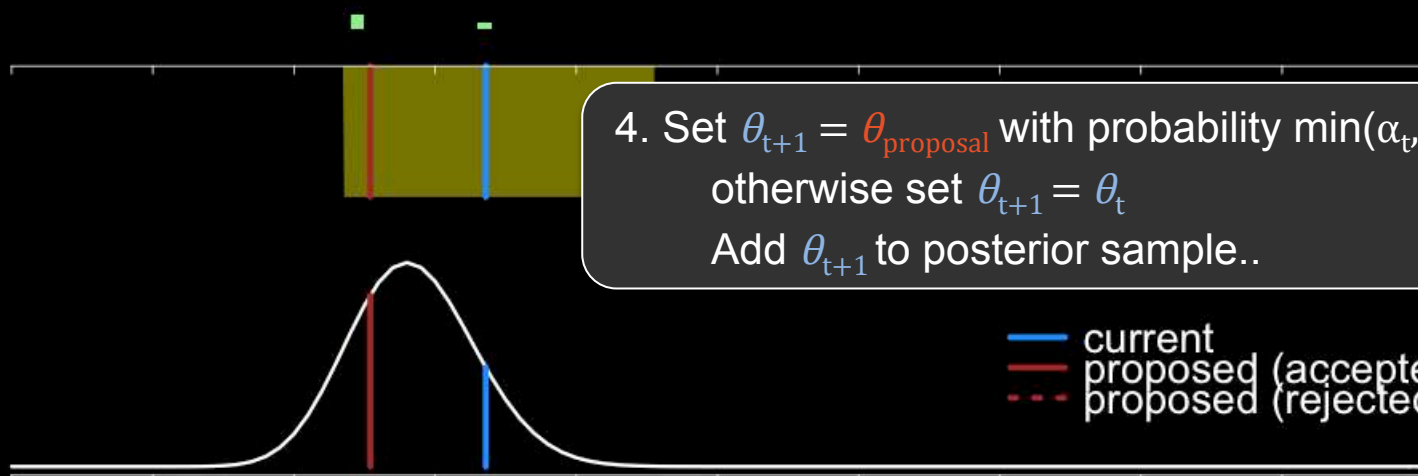 4. Set θₜ₊₁ = θproposal with probability min(αₜ,
otherwise set θₜ₊₁ = θₜ
Add θₜ₊₁ to posterior sample..
current
proposed (accepte
proposed (rejected